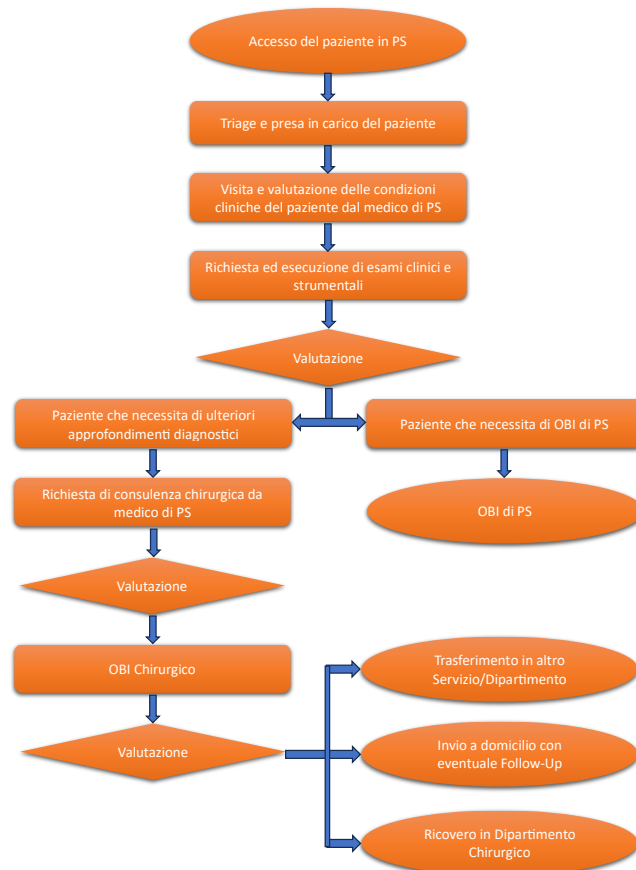 Accesso del paziente in PS
Triage e presa in carico del paziente
Visita e valutazione delle condizioni
cliniche del paziente dal medico di PS
Richiesta ed esecuzione di esami clinici e
strumentali
Valutazione
Paziente che necessita di ulteriori
approfondimenti diagnostici
Paziente che necessita di OBI di PS
Richiesta di consulenza chirurgica da
medico di PS
OBI di PS
Valutazione
OBI Chirurgico
Trasferimento in altro
Servizio/Dipartimento
Valutazione
Invio a domicilio con
eventuale Follow-Up
Ricovero in Dipartimento
Chirurgico